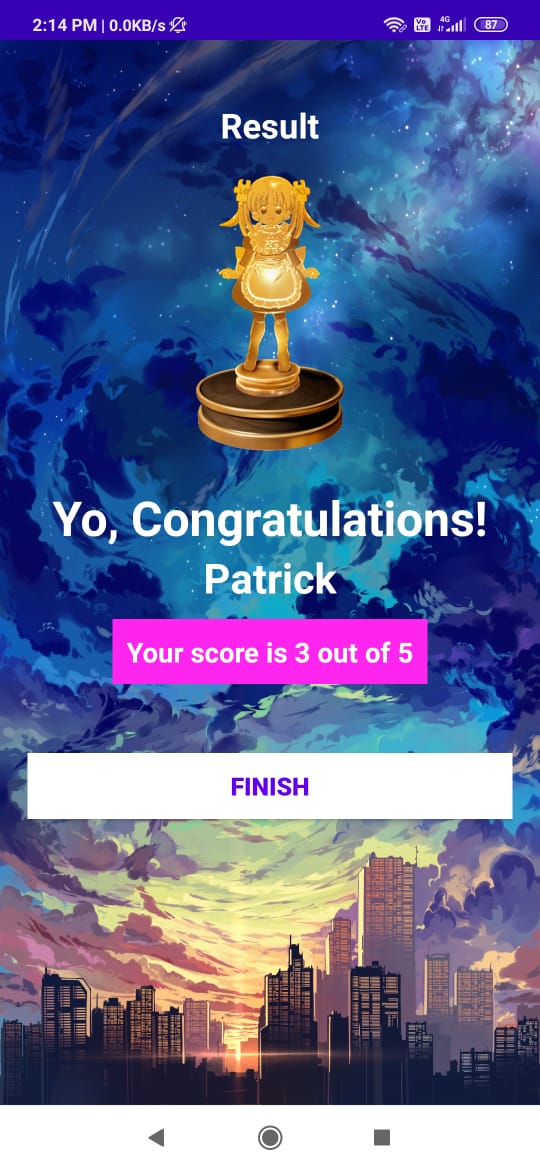 2:14 PM | 0.0KB/s
Vo LTE 4G 87
Result
Yo, Congratulations!
Patrick
Your score is 3 out of 5
FINISH